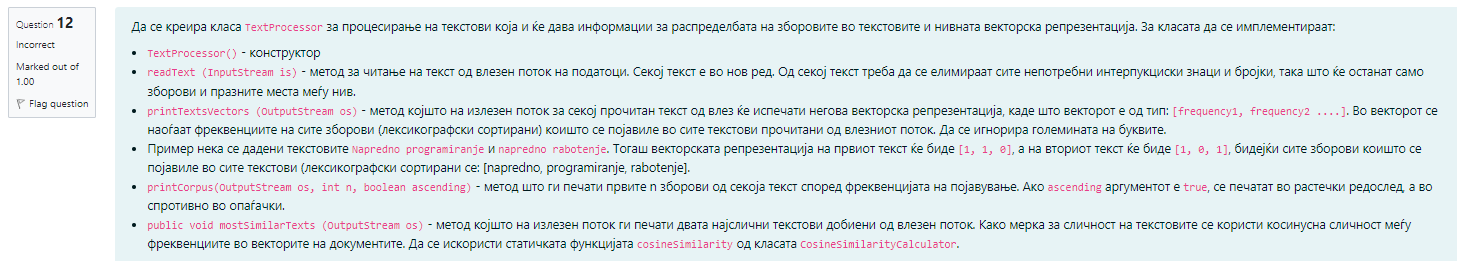 Question 12
Incorrect
Marked out of
1.00
Flag question
Да се креира класа TextProcessor за процесирање на текстови која и ќе дава информации за распределбата на зборовите во текстовите и нивната векторска репрезентација. За класата да се имплементираат:
• TextProcessor() - конструктор
• readText (InputStream is) - метод за читање на текст од влезен поток на податоци. Секој текст е во нов ред. Од секој текст треба да се елимираат сите непотребни интерпукциски знаци и бројки, така што ќе останат само
зборови и празните места меѓу нив.
• printTextsVectors (OutputStream os) - метод којшто на излезен поток за секој прочитан текст од влез ќе испечати негова векторска репрезентација, каде што векторот е од тип: [frequency1, frequency2 ....]. Во векторот се
наоѓаат фреквенциите на сите зборови (лексикографски сортирани) коишто се појавиле во сите текстови прочитани од влезниот поток. Да се игнорира големината на буквите.
• Пример нека се дадени текстовите Napredno programiranje и napredno rabotenje. Тогаш векторската репрезентација на првиот текст ќе биде [1, 1, 0], а на вториот текст ќе биде [1, 0, 1], бидејќи сите зборови коишто се
појавиле во сите текстови (лексикографски сортирани се: [napredno, programiranje, rabotenje].
• printCorpus(OutputStream os, int n, boolean ascending) - метод што ги печати првите n зборови од секоја текст според фреквенцијата на појавување. Ако ascending аргументот е true, се печатат во растечки редослед, а во
спротивно во опаѓачки.
• public void mostSimilarTexts (OutputStream os) - метод којшто на излезен поток ги печати двата најслични текстови добиени од влезен поток. Како мерка за сличност на текстовите се користи косинусна сличност меѓу
фреквенциите во векторите на документите. Да се искористи статичката функцијата cosineSimilarity од класата CosineSimilarityCalculator.